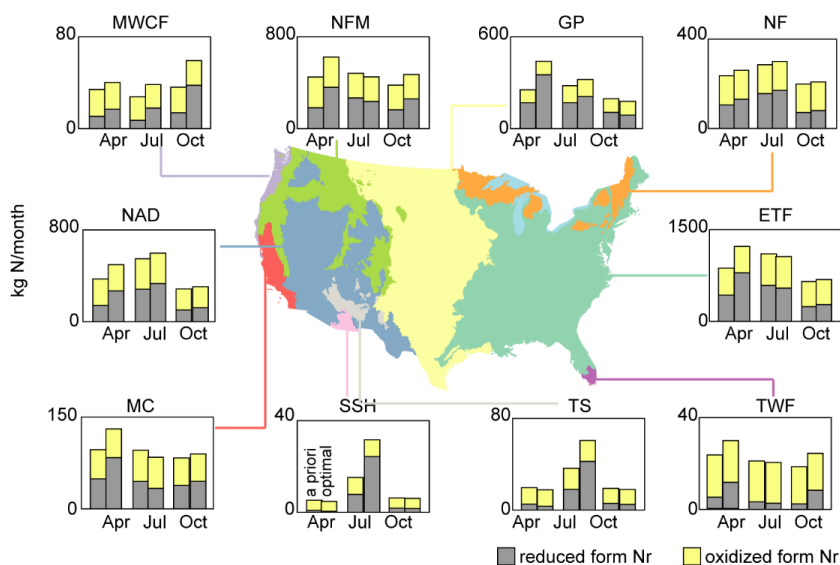 MWCF
80
0
Apr Jul Oct
NFM
800
0
Apr Jul Oct
GP
600
0
Apr Jul Oct
NF
400
0
Apr Jul Oct
kg N/month
NAD
800
0
Apr Jul Oct
ETF
1500
0
Apr Jul Oct
MC
150
0
Apr Jul Oct
SSH
40
0
a priori
optimal
Apr Jul Oct
TS
80
0
Apr Jul Oct
TWF
40
0
Apr Jul Oct
reduced form Nr
oxidized form Nr